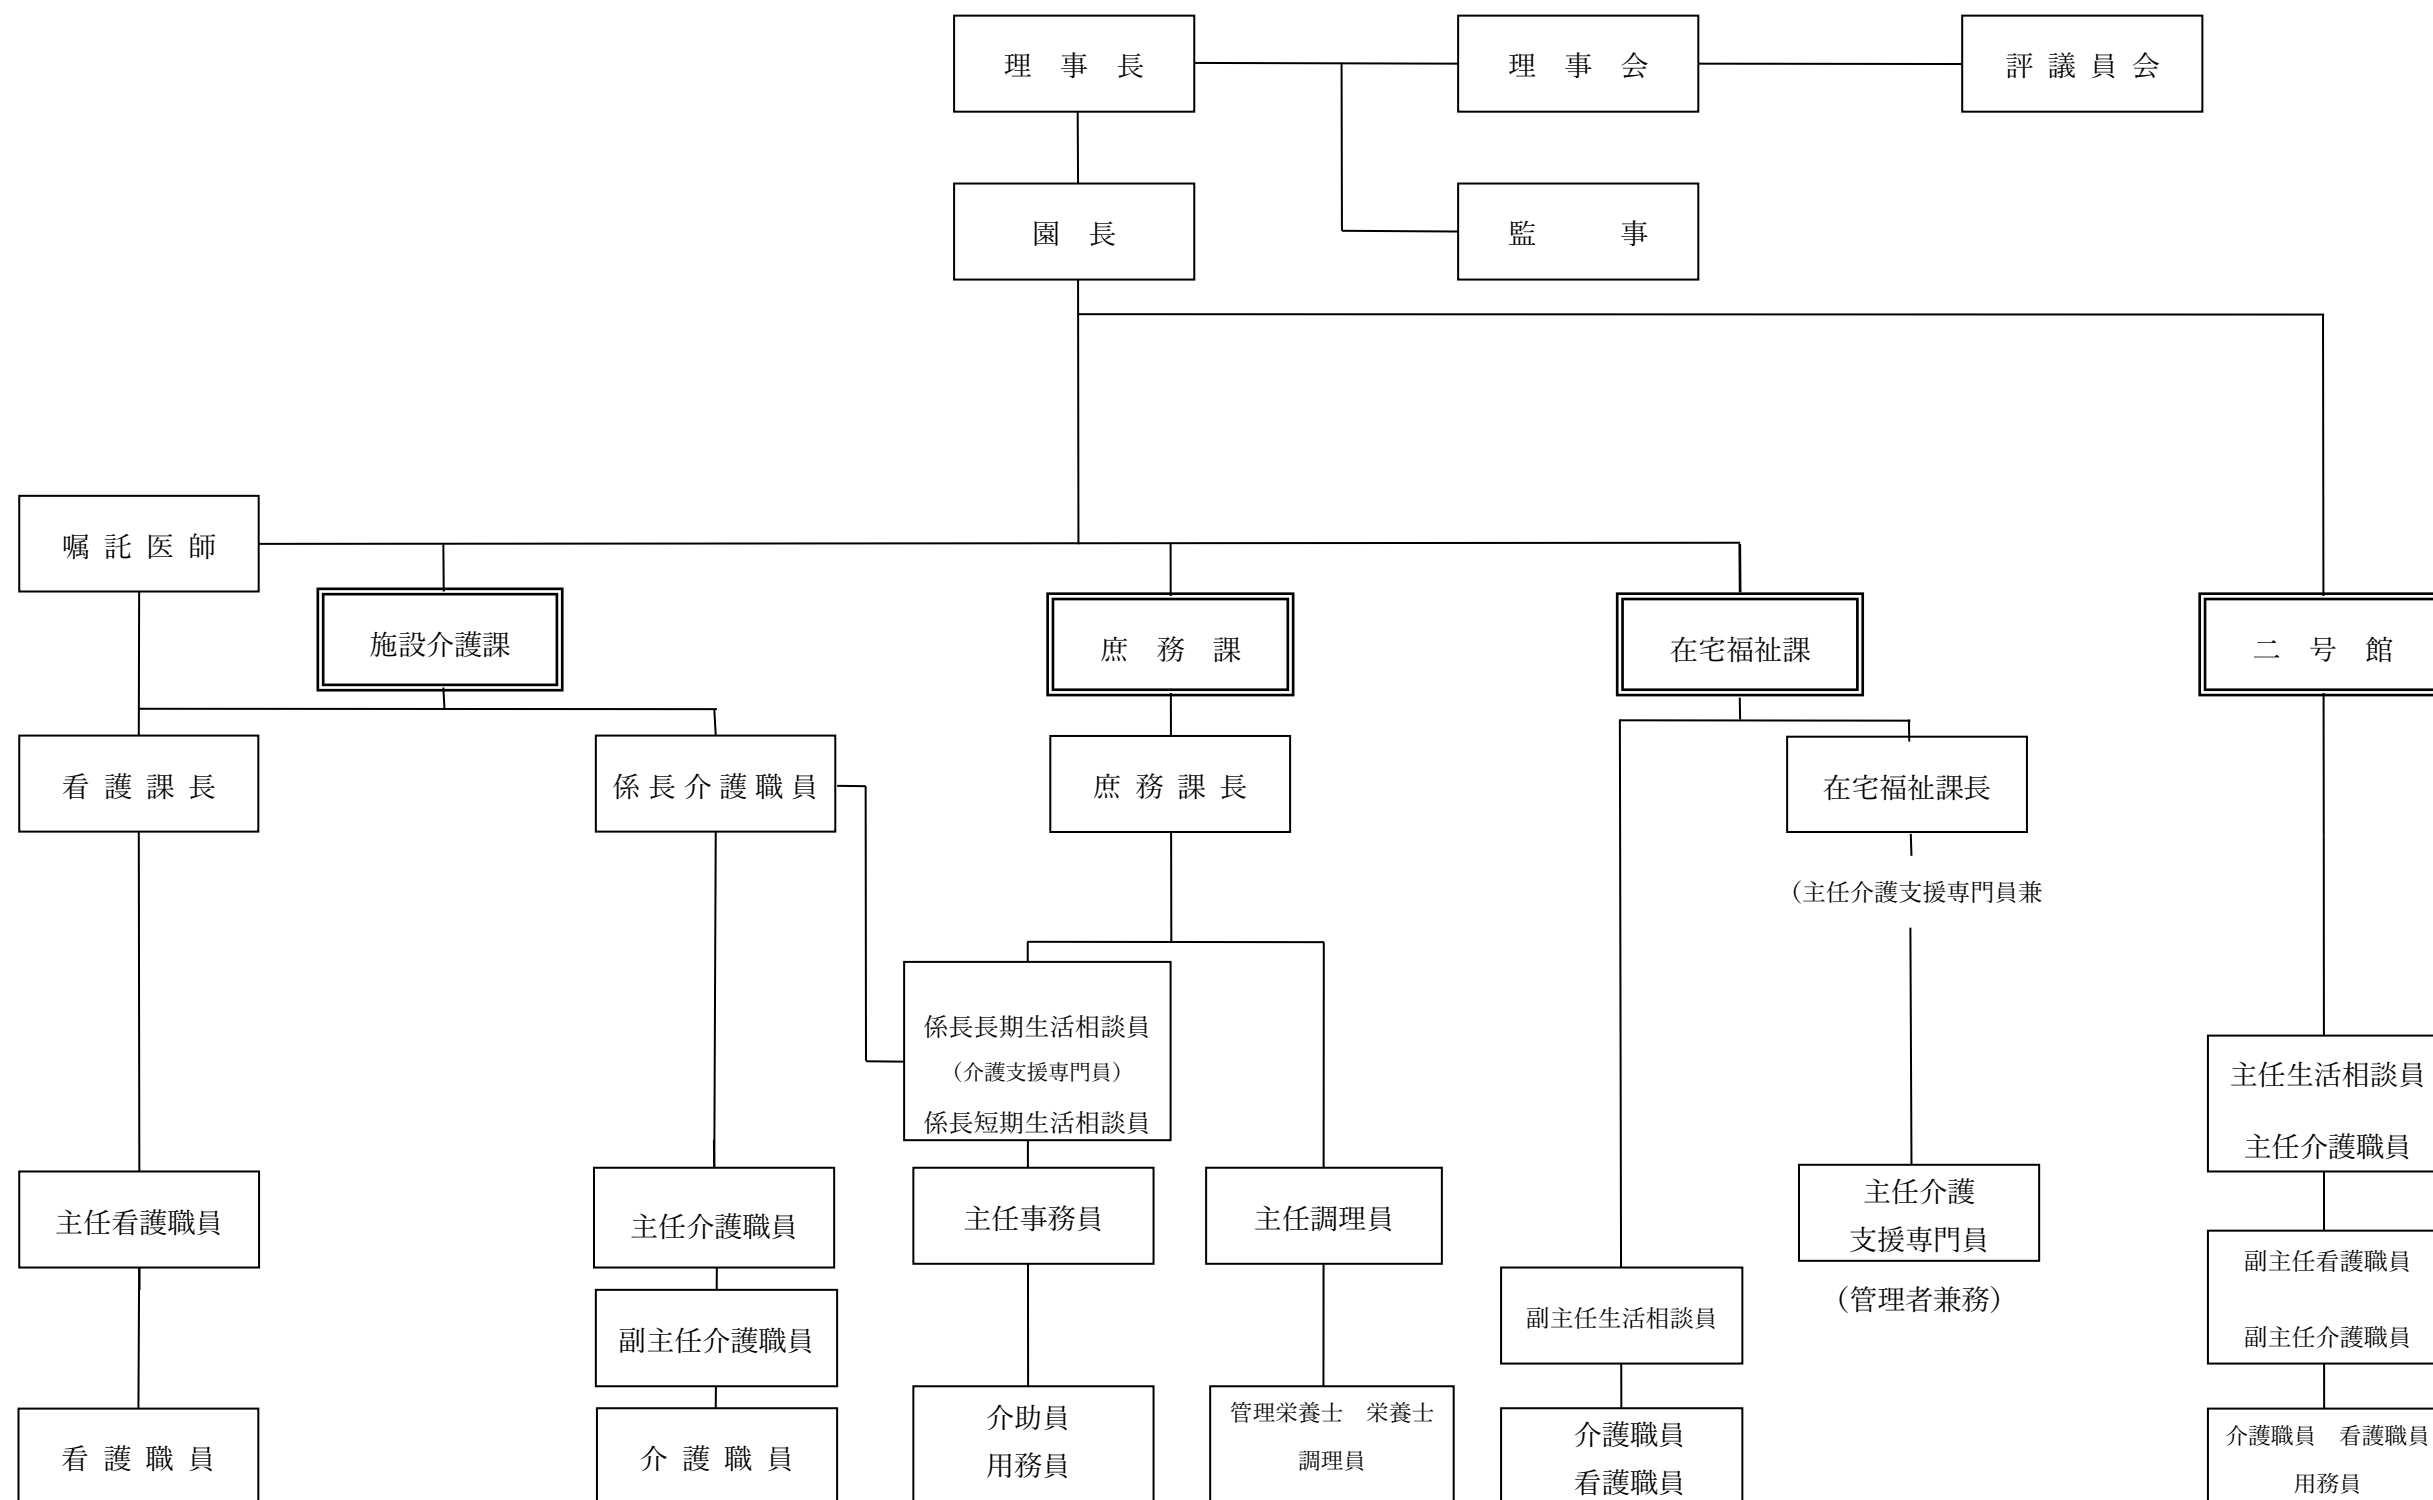 理　事　長
理　事　会
評 議 員 会
園　長
監　　　事
嘱 託 医 師
施設介護課
庶　務　課
在宅福祉課
二　号　館
看 護 課 長
係 長 介 護 職 員
庶 務 課 長
在宅福祉課長
（主任介護支援専門員兼
係長長期生活相談員
（介護支援専門員）
係長短期生活相談員
主任生活相談員
主任介護職員
主任看護職員
主任介護職員
主任事務員
主任調理員
主任介護
支援専門員
（管理者兼務）
副主任介護職員
副主任生活相談員
副主任看護職員
副主任介護職員
看 護 職 員
介 護 職 員
介助員
用務員
管理栄養士　栄養士
調理員
介護職員
看護職員
介護職員　看護職員
用務員